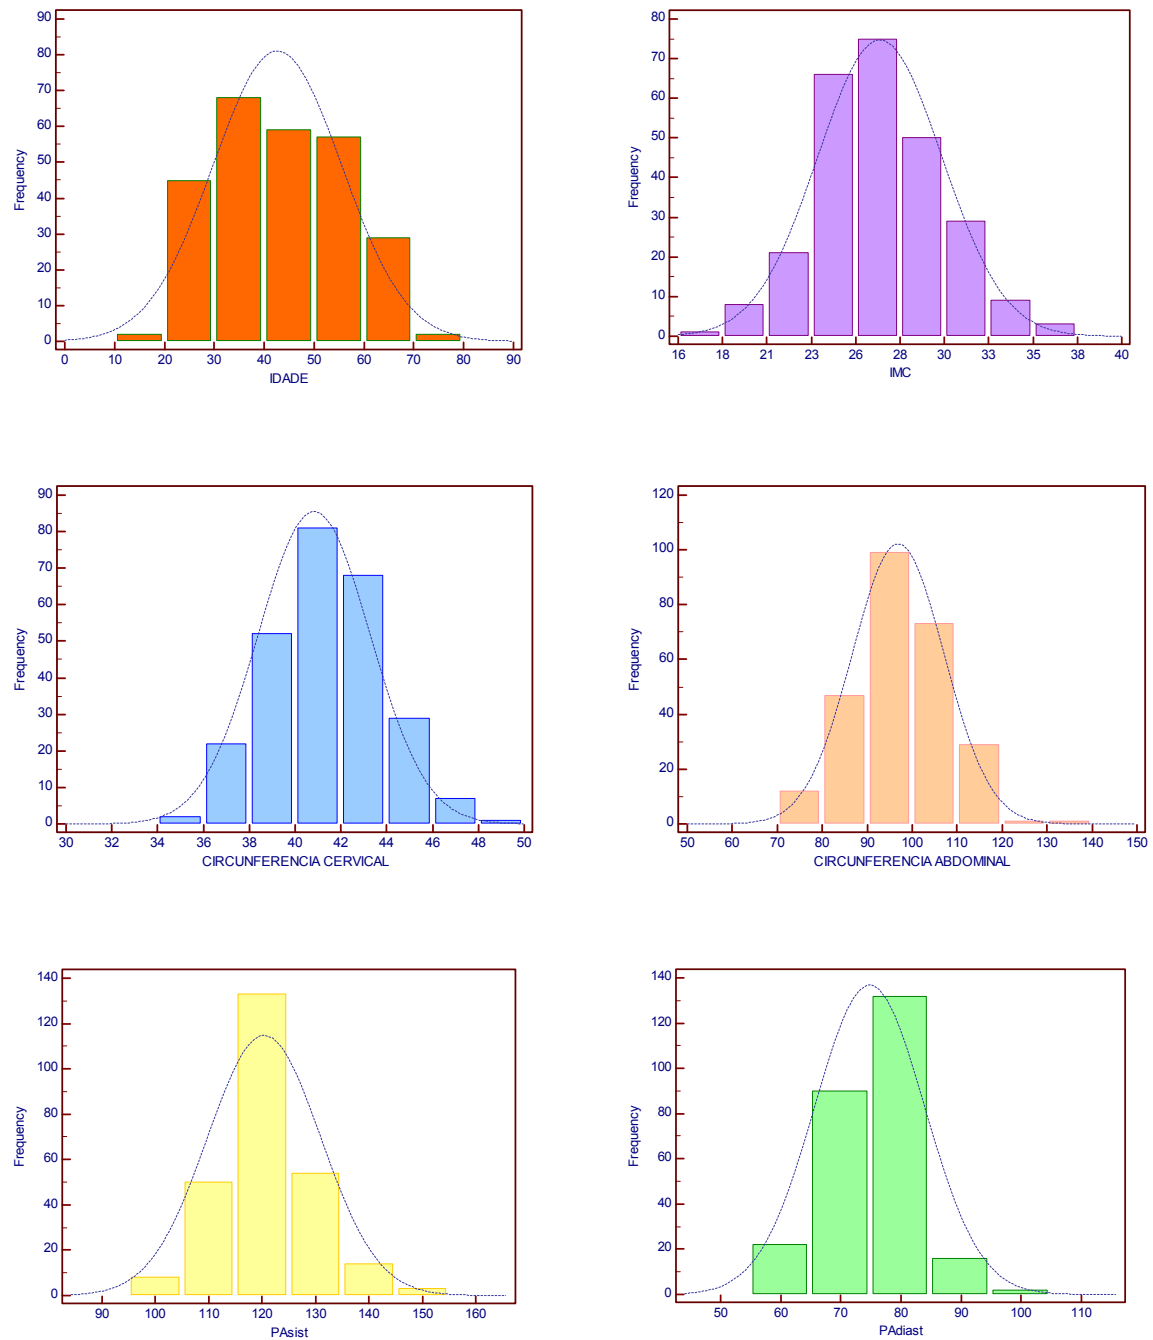 90
80
70
60
50
40
30
20
10
0
Frequency
0 10 20 30 40 50 60 70 80 90
IDADE
80
70
60
50
40
30
20
10
0
Frequency
16 18 21 23 26 28 30 33 35 38 40
IMC
90
80
70
60
50
40
30
20
10
0
Frequency
30 32 34 36 38 40 42 44 46 48 50
CIRCUNFERENCIA CERVICAL
120
100
80
60
40
20
0
Frequency
50 60 70 80 90 100 110 120 130 140 150
CIRCUNFERENCIA ABDOMINAL
140
120
100
80
60
40
20
0
Frequency
90 100 110 120 130 140 150 160
PAsist
140
120
100
80
60
40
20
0
Frequency
50 60 70 80 90 100 110
PAdiast